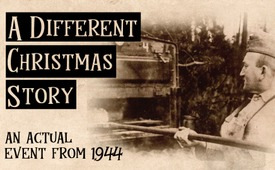 A DIFFERENT
CHRISTMAS
STORY
AN ACTUAL
EVENT FROM 1944